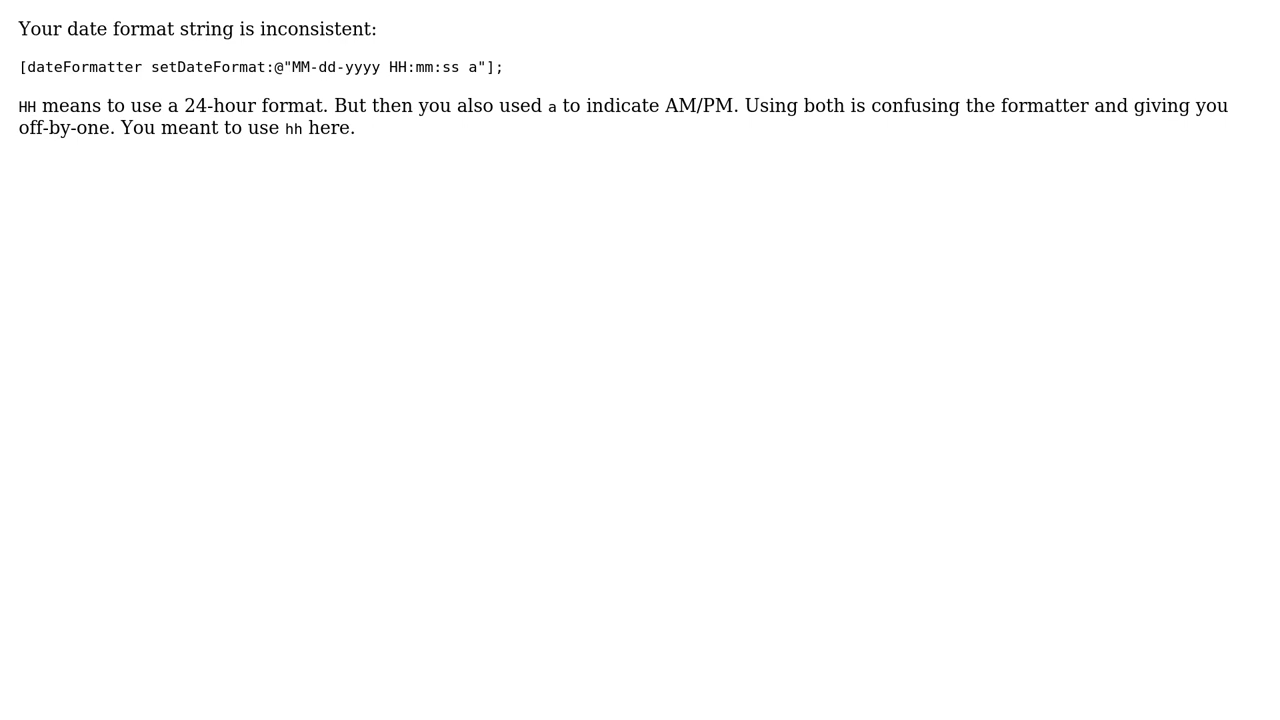 Your date format string is inconsistent:
[dateFormatter setDateFormat:@"MM-dd-yyyy HH:mm:ss a"];
HH means to use a 24-hour format. But then you also used a to indicate AM/PM. Using both is confusing the formatter and giving you
off-by-one. You meant to use hh here.